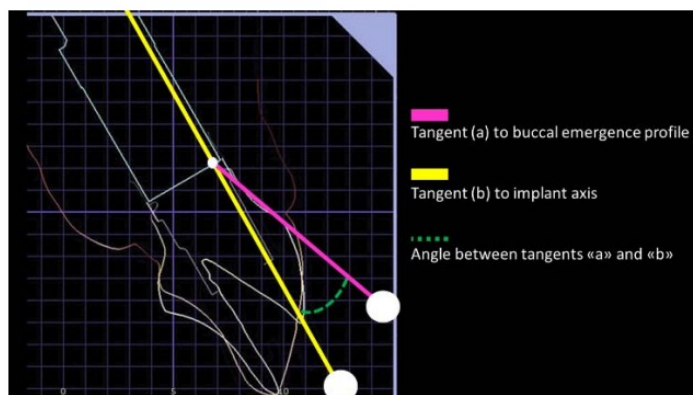 Tangent (a) to buccal emergence profile
Tangent (b) to implant axis
Angle between tangents «a» and «b»
0
5
10